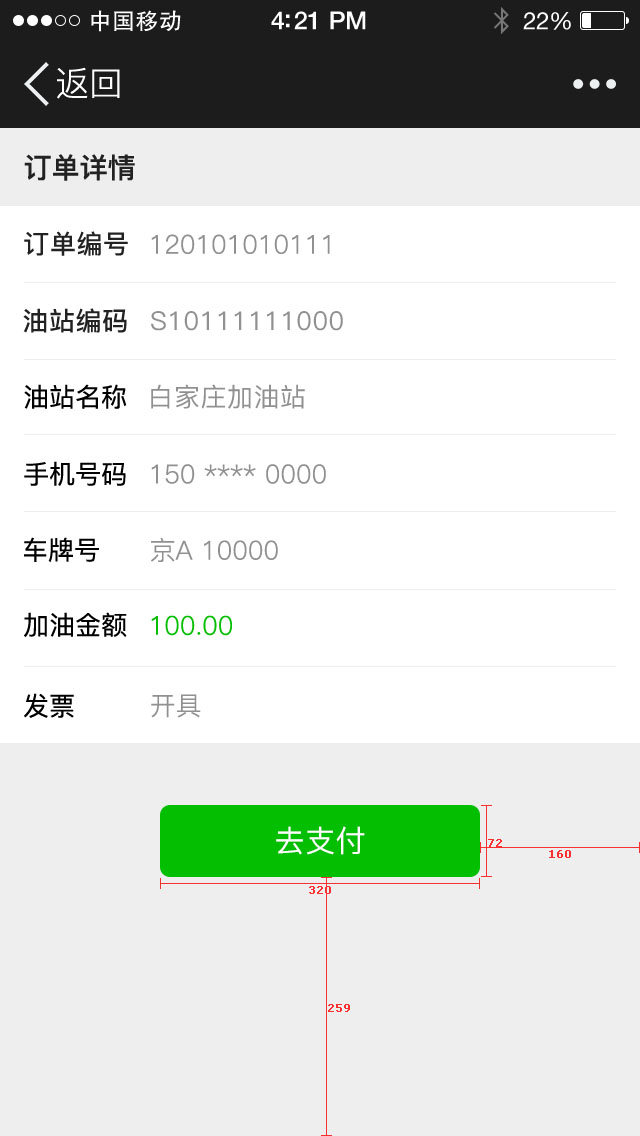 中国移动 4:21 PM 22%
返回
订单详情
订单编号 120101010111
油站编码 S10111111000
油站名称 白家庄加油站
手机号码 150 **** 0000
车牌号 京A 10000
加油金额 100.00
发票 开具
去支付
72
160
320
259